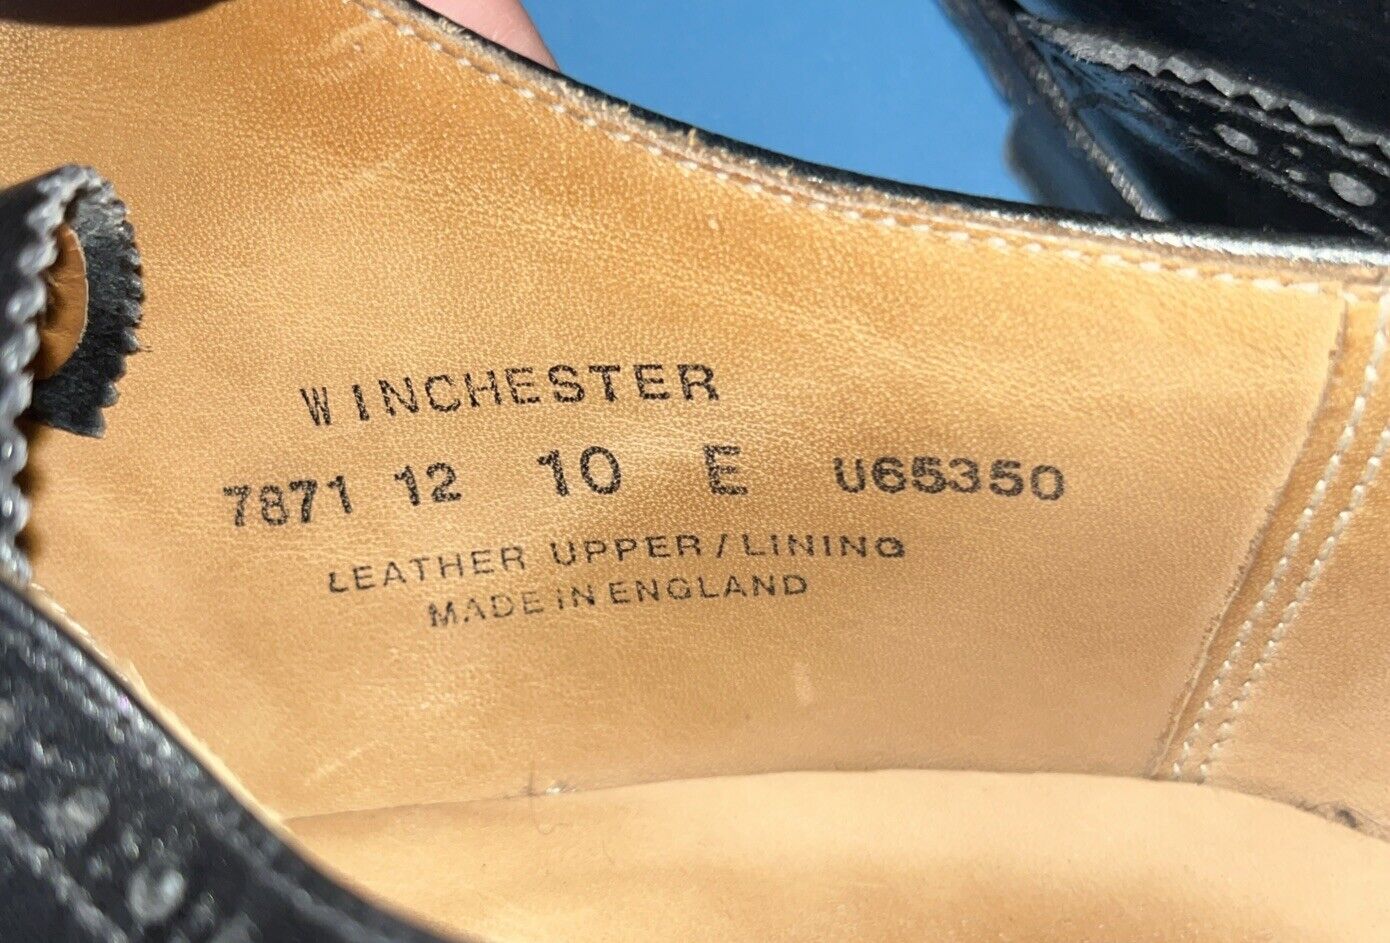 WINCHESTER
7871 12 10 E U65350
LEATHER UPPER/LINING
MADE IN ENGLAND